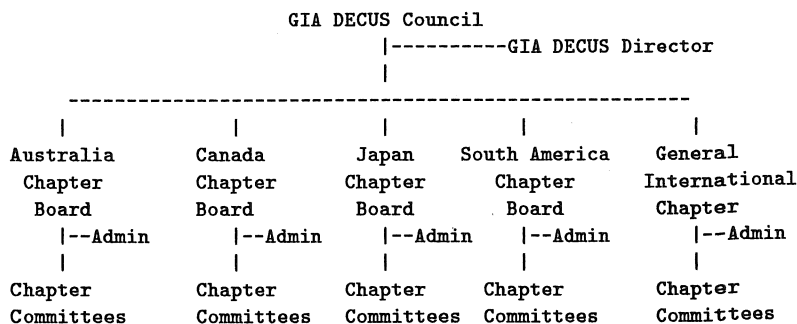 GIA DECUS Council
|----------GIA DECUS Director
|
------------------------------------------------------
| | | | |
Australia Canada Japan South America General
Chapter Chapter Chapter Chapter International
Board Board Board Board Chapter
|--Admin |--Admin |--Admin |--Admin |--Admin
| | | | |
Chapter Chapter Chapter Chapter Chapter
Committees Committees Committees Committees Committees